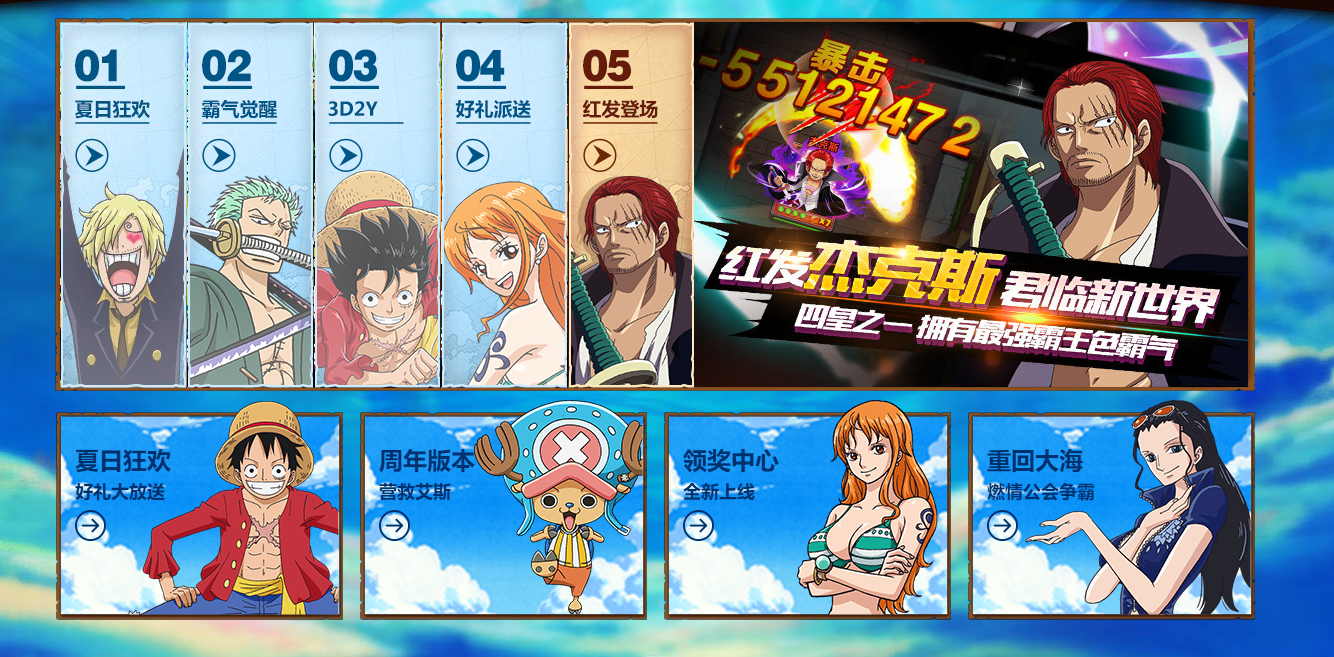 01
夏日狂欢
02
霸气觉醒
03
3D2Y
04
好礼派送
05
红发登场
暴击
-55121472
x7
红发杰克斯 君临新世界
四皇之一 拥有最强霸王色霸气
夏日狂欢
好礼大放送
周年版本
营救艾斯
领奖中心
全新上线
重回大海
燃情公会争霸